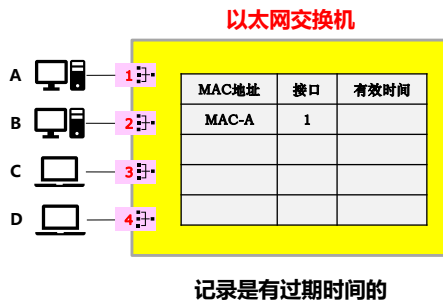 以太网交换机
A 1
B 2
C 3
D 4
MAC地址 接口 有效时间
MAC-A 1
记录是有过期时间的